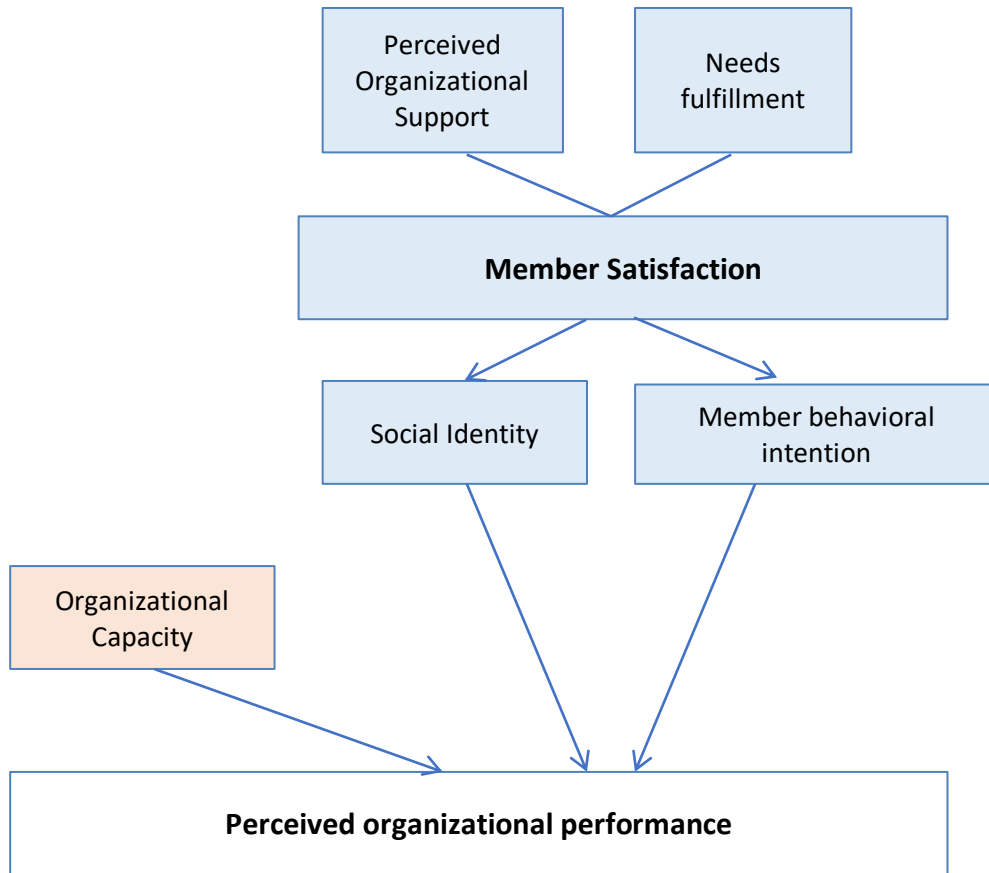 Perceived
Organizational
Support
Needs
fulfillment
Member Satisfaction
Social Identity
Member behavioral
intention
Organizational
Capacity
Perceived organizational performance